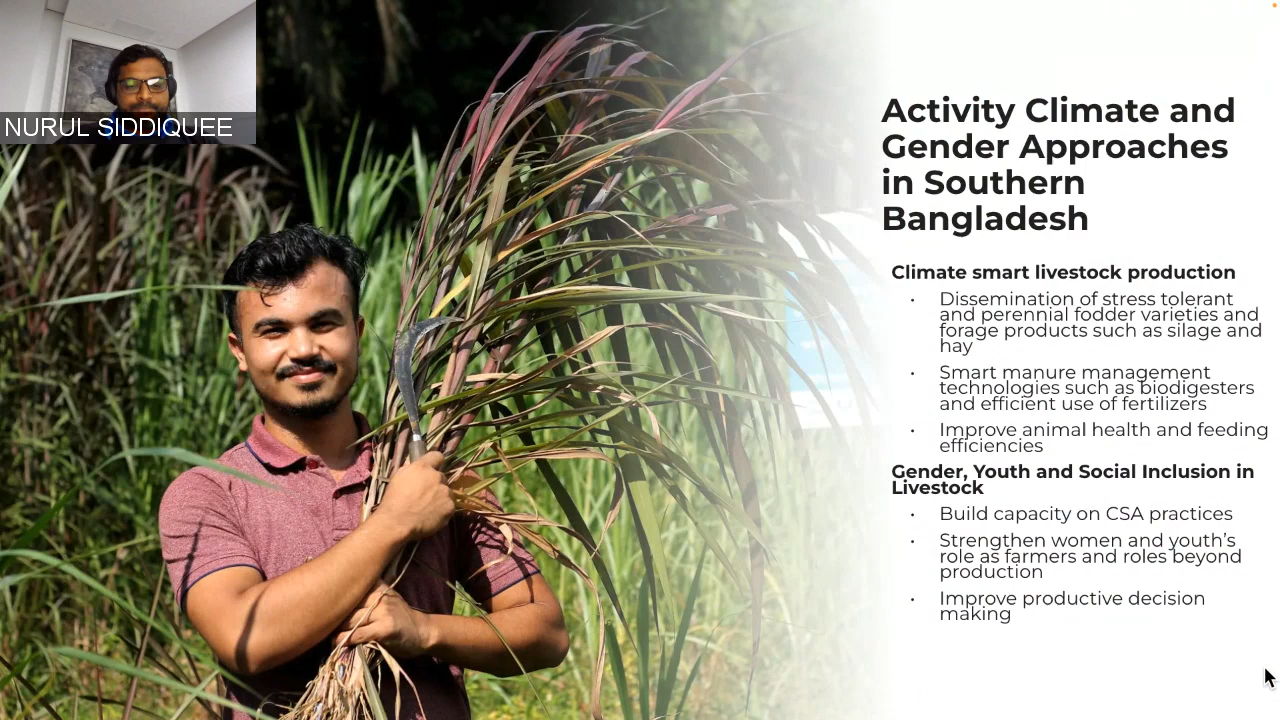 NURUL SIDDIQUEE
Activity Climate and
Gender Approaches
in Southern
Bangladesh
Climate smart livestock production
• Dissemination of stress tolerant
and perennial fodder varieties and
forage products such as silage and
hay
• Smart manure management
technologies such as biodigesters
and efficient use of fertilizers
• Improve animal health and feeding
efficiencies
Gender, Youth and Social Inclusion in
Livestock
• Build capacity on CSA practices
• Strengthen women and youth’s
role as farmers and roles beyond
production
• Improve productive decision
making